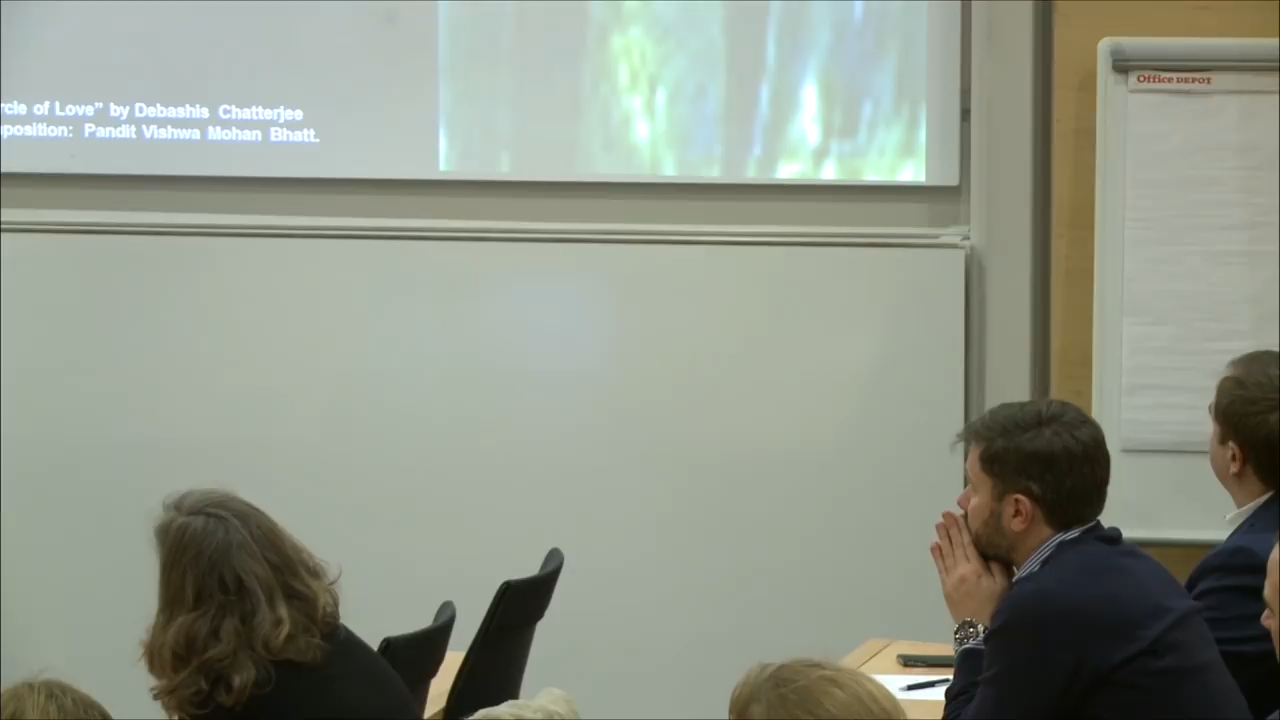 rcle of Love” by Debashis Chatterjee
position: Pandit Vishwa Mohan Bhatt.
Office DEPOT